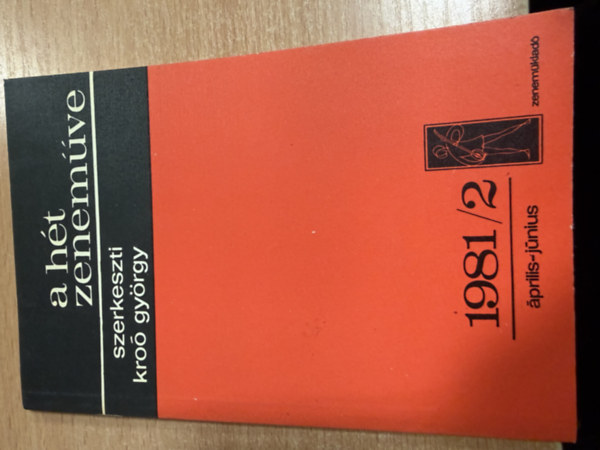 a hét
zeneműve
szerkeszti
kroó györgy
1981/2
április-június
zeneműkiadó